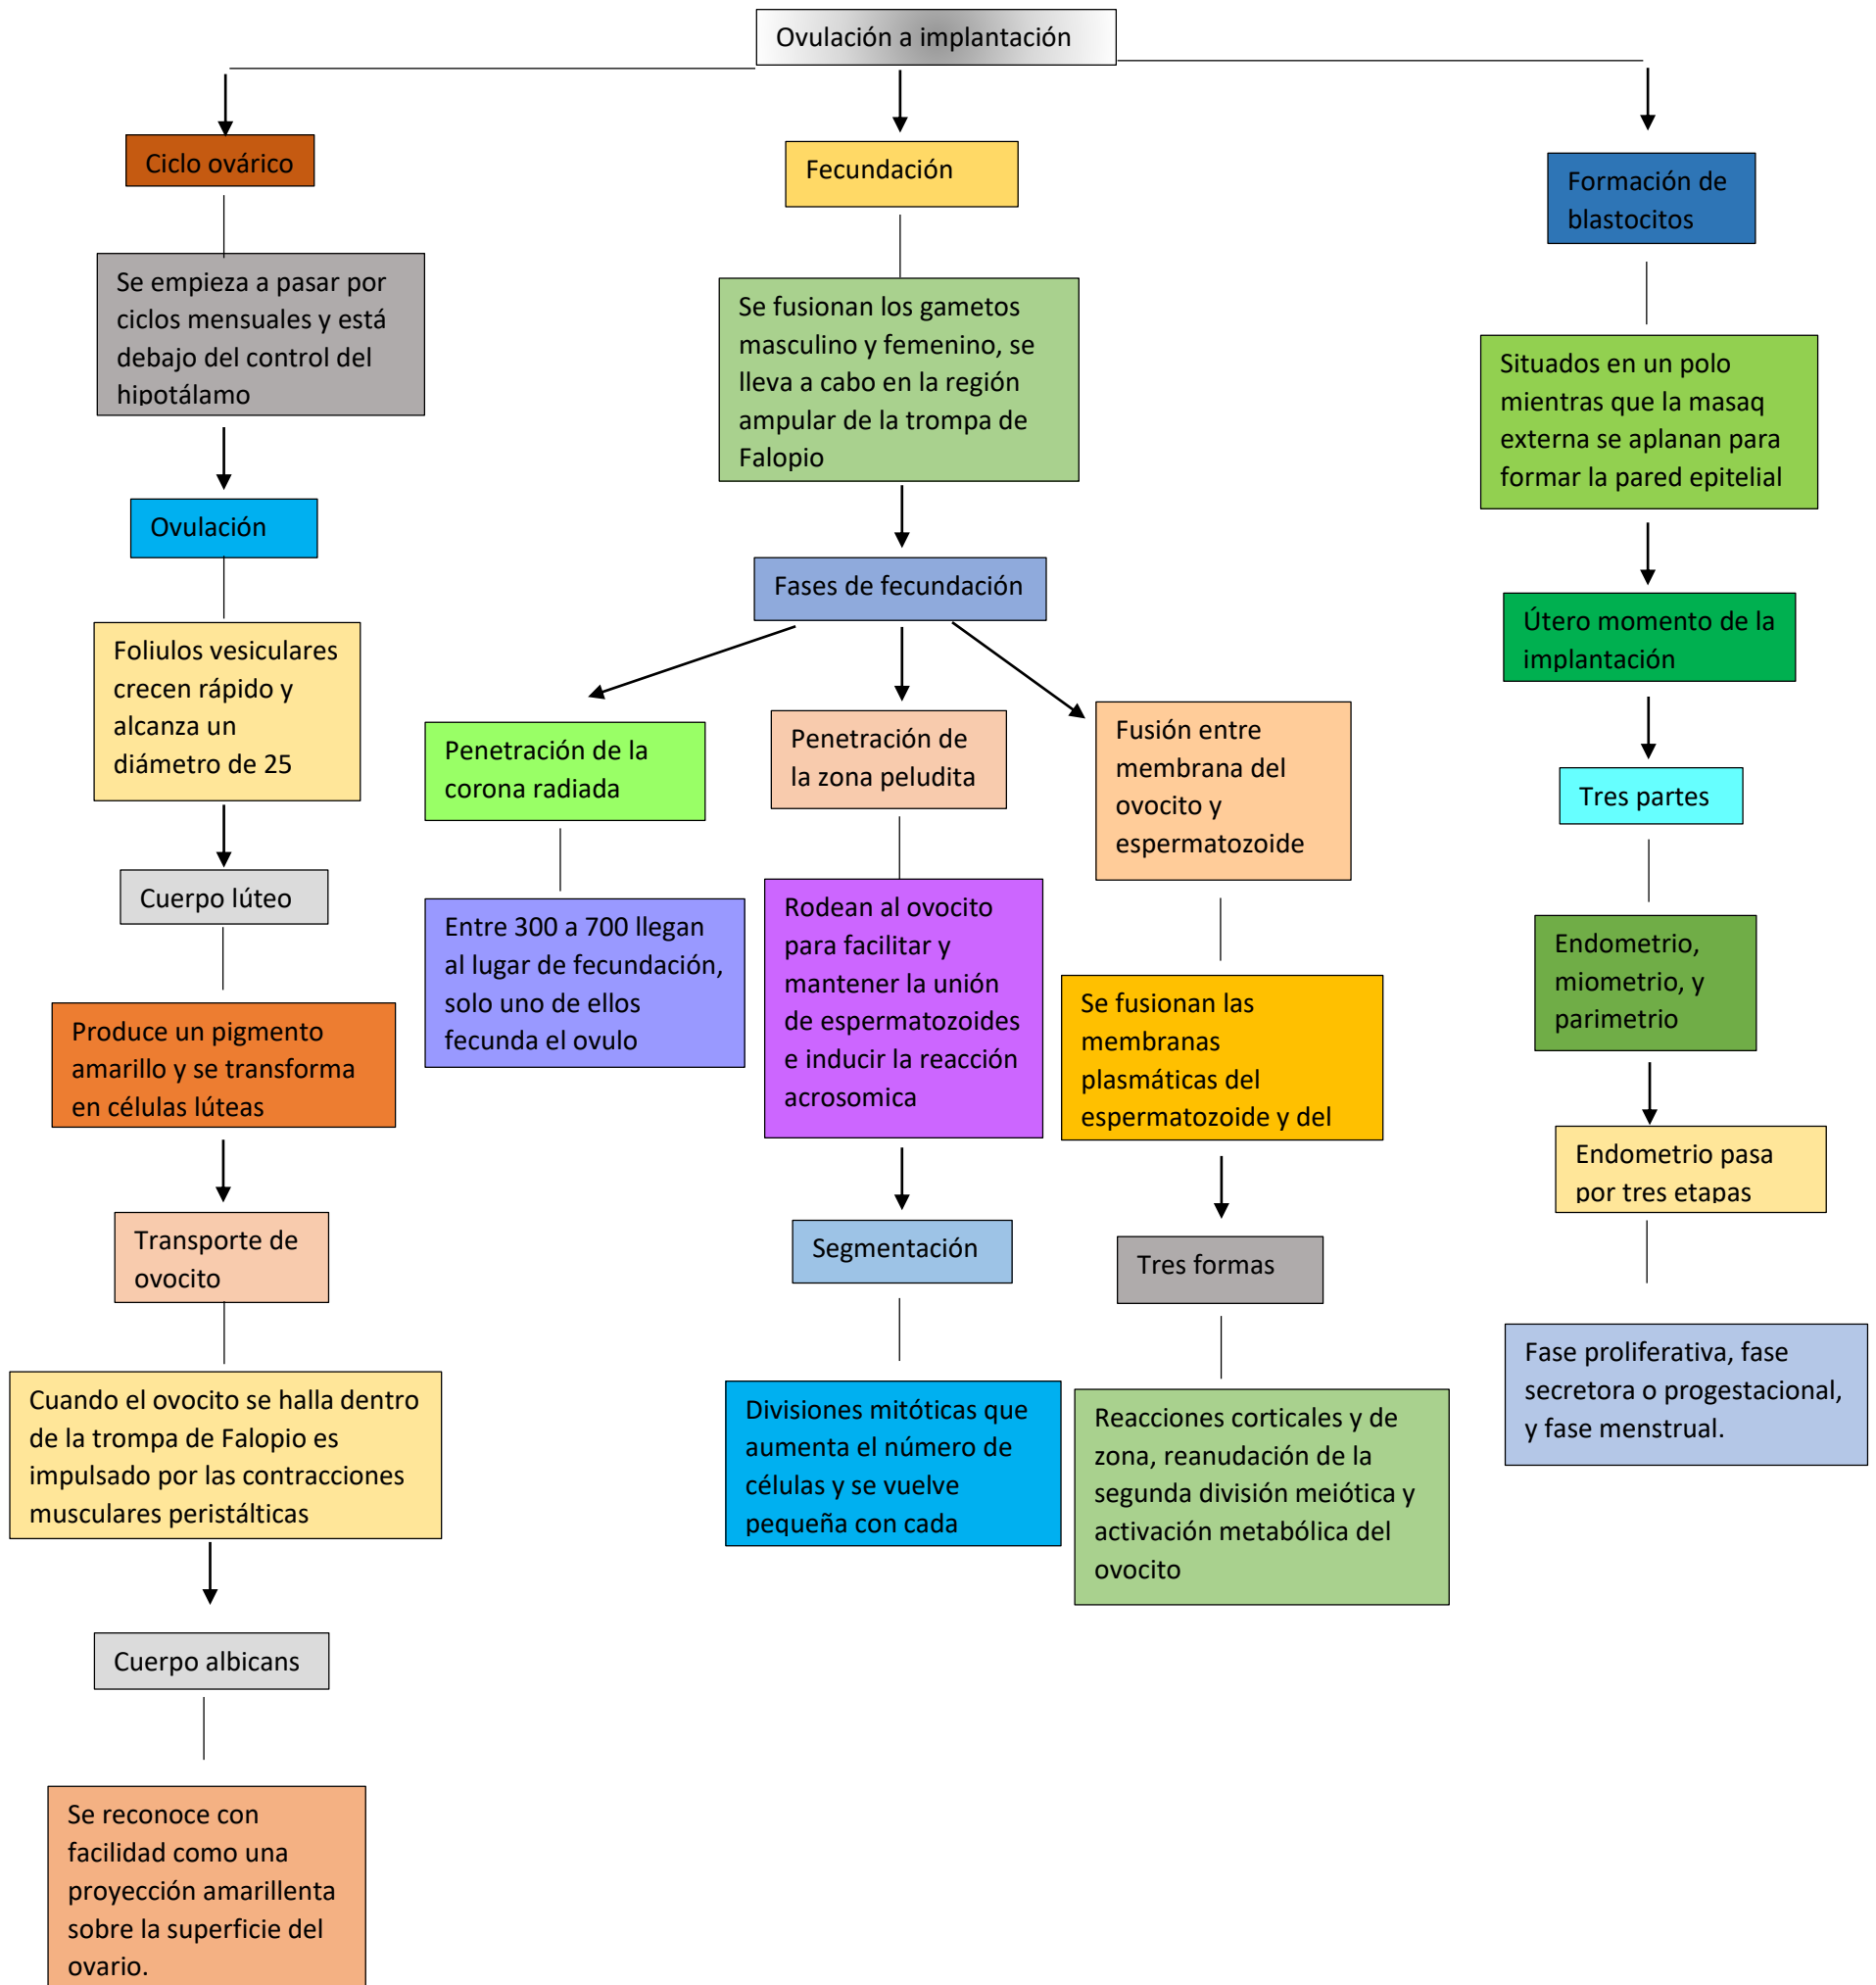 Ovulación a implantación
Ciclo ovárico
Se empieza a pasar por
ciclos mensuales y está
debajo del control del
hipotálamo
Ovulación
Foliulos vesiculares
crecen rápido y
alcanza un
diámetro de 25
Cuerpo lúteo
Produce un pigmento
amarillo y se transforma
en células lúteas
Transporte de
ovocito
Cuando el ovocito se halla dentro
de la trompa de Falopio es
impulsado por las contracciones
musculares peristálticas
Cuerpo albicans
Se reconoce con
facilidad como una
proyección amarillenta
sobre la superficie del
ovario.
Fecundación
Se fusionan los gametos
masculino y femenino, se
lleva a cabo en la región
ampular de la trompa de
Falopio
Fases de fecundación
Penetración de la
corona radiada
Entre 300 a 700 llegan
al lugar de fecundación,
solo uno de ellos
fecunda el ovulo
Penetración de
la zona peludita
Rodean al ovocito
para facilitar y
mantener la unión
de espermatozoides
e inducir la reacción
acrosomica
Segmentación
Divisiones mitóticas que
aumenta el número de
células y se vuelve
pequeña con cada
Fusión entre
membrana del
ovocito y
espermatozoide
Se fusionan las
membranas
plasmáticas del
espermatozoide y del
Tres formas
Reacciones corticales y de
zona, reanudación de la
segunda división meiótica y
activación metabólica del
ovocito
Formación de
blastocitos
Situados en un polo
mientras que la masaq
externa se aplanan para
formar la pared epitelial
Útero momento de la
implantación
Tres partes
Endometrio,
miometrio, y
parimetrio
Endometrio pasa
por tres etapas
Fase proliferativa, fase
secretora o progestacional,
y fase menstrual.